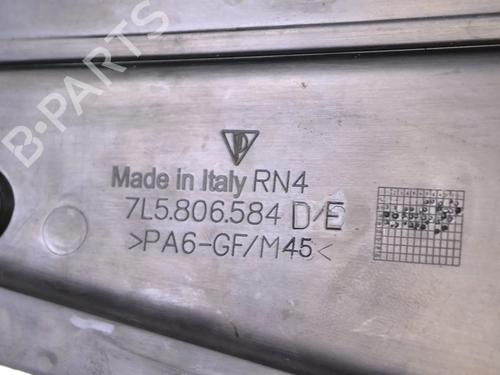 B-PARTS
Made in Italy RN4
7L5.806.584 D/E
>PA6-GF/M45<